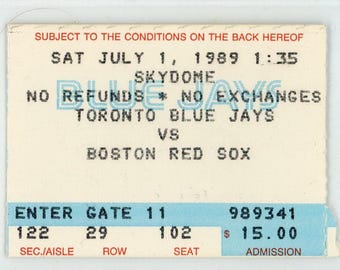 SUBJECT TO THE CONDITIONS ON THE BACK HEREOF
SAT JULY 1, 1989 1:35
SKYDOME
BLUE JAYS
NO REFUNDS * NO EXCHANGES
TORONTO BLUE JAYS
VS
BOSTON RED SOX
ENTER GATE 11 989341
122 29 102 $ 15.00
SEC./AISLE ROW SEAT ADMISSION